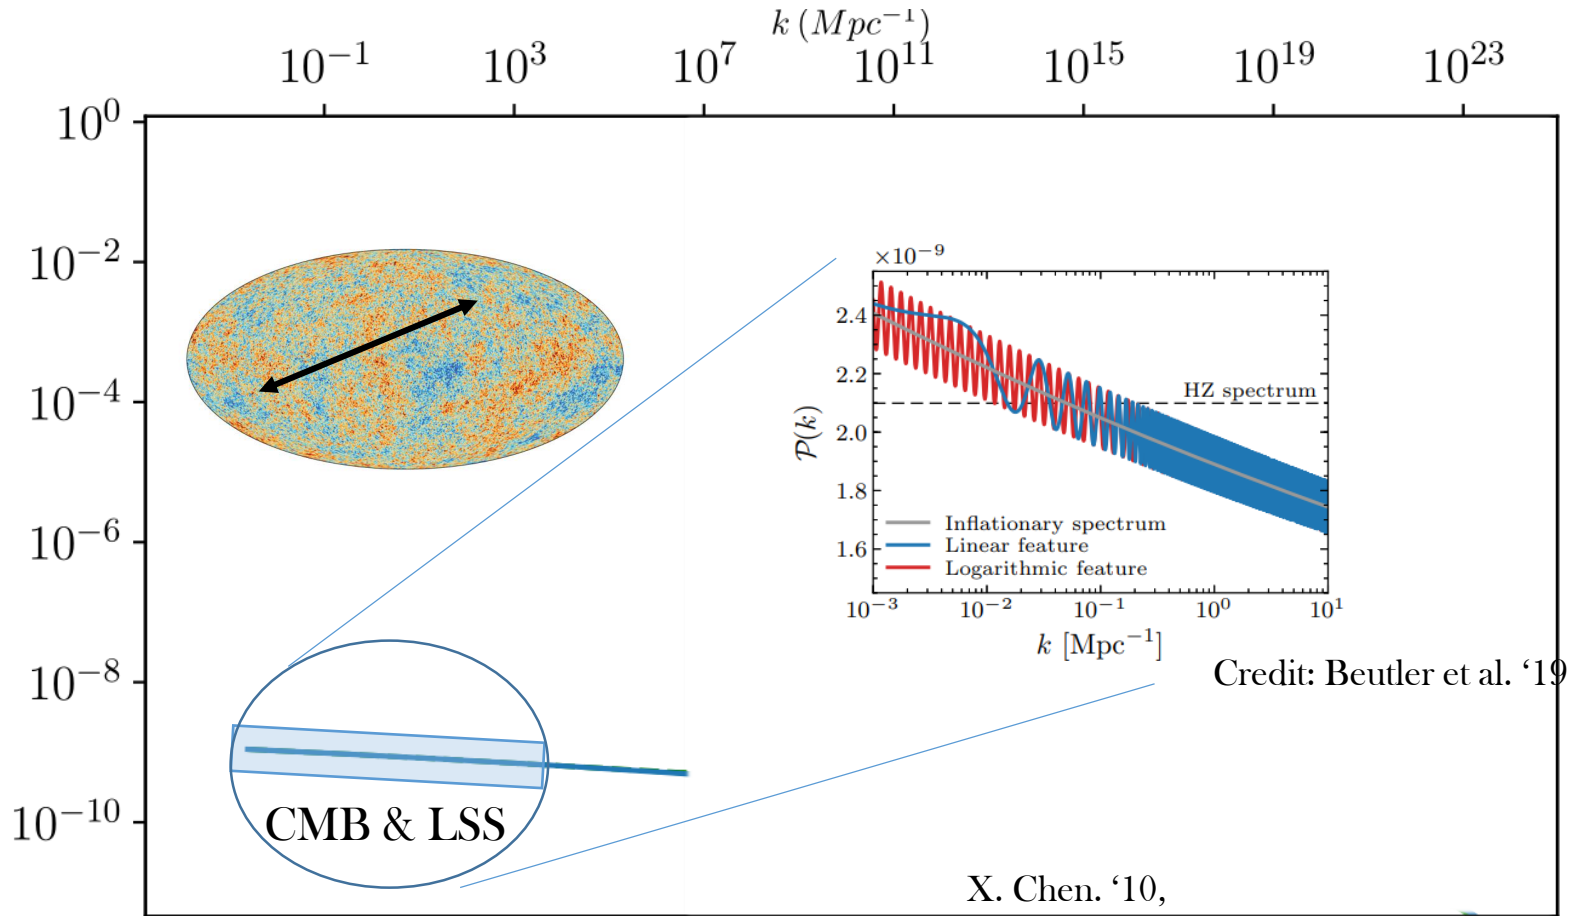 k (Mpc⁻¹)
10⁻¹ 10³ 10⁷ 10¹¹ 10¹⁵ 10¹⁹ 10²³
10⁰
10⁻²
10⁻⁴
10⁻⁶
10⁻⁸
10⁻¹⁰
×10⁻⁹
2.4
2.2
2.0
1.8
1.6
P(k)
HZ spectrum
Inflationary spectrum
Linear feature
Logarithmic feature
10⁻³ 10⁻² 10⁻¹ 10⁰ 10¹
k [Mpc⁻¹]
Credit: Beutler et al. ‘19
CMB & LSS
X. Chen. ‘10,